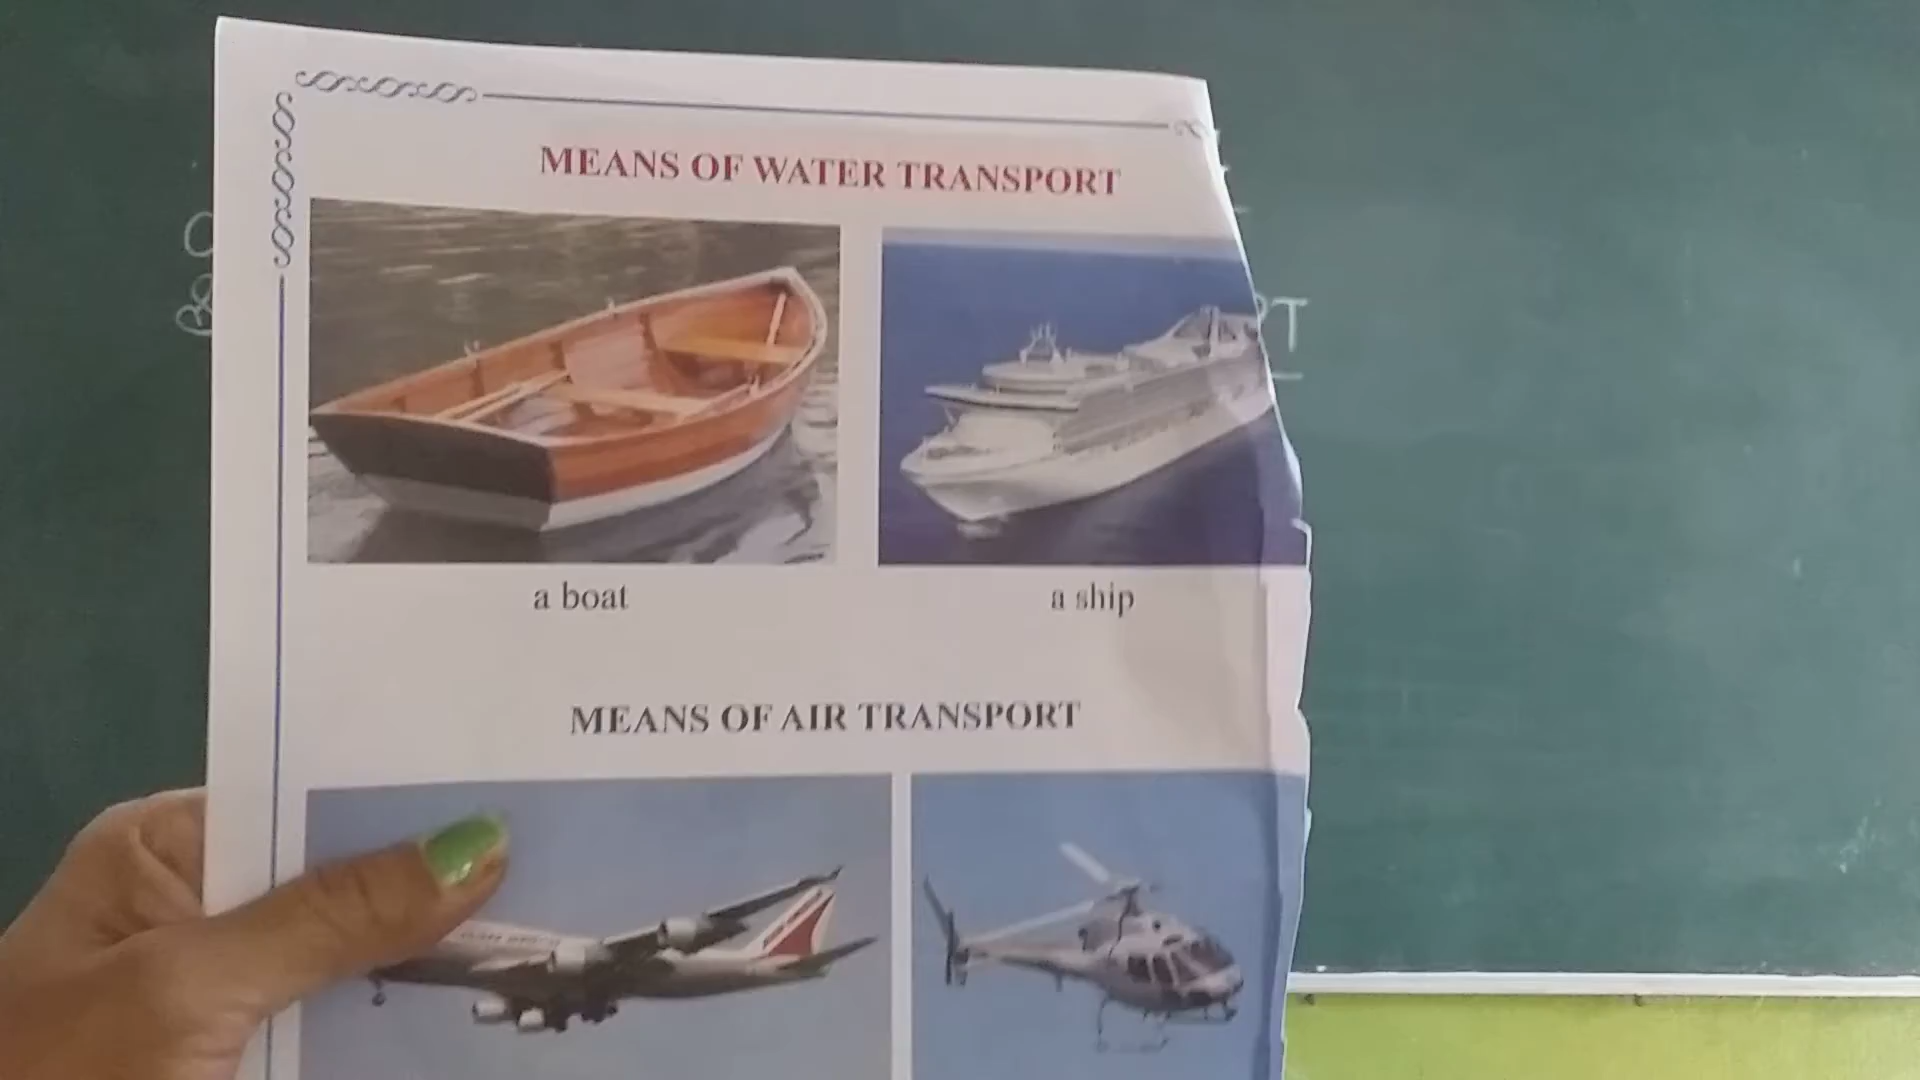 MEANS OF WATER TRANSPORT
a boat
a ship
MEANS OF AIR TRANSPORT